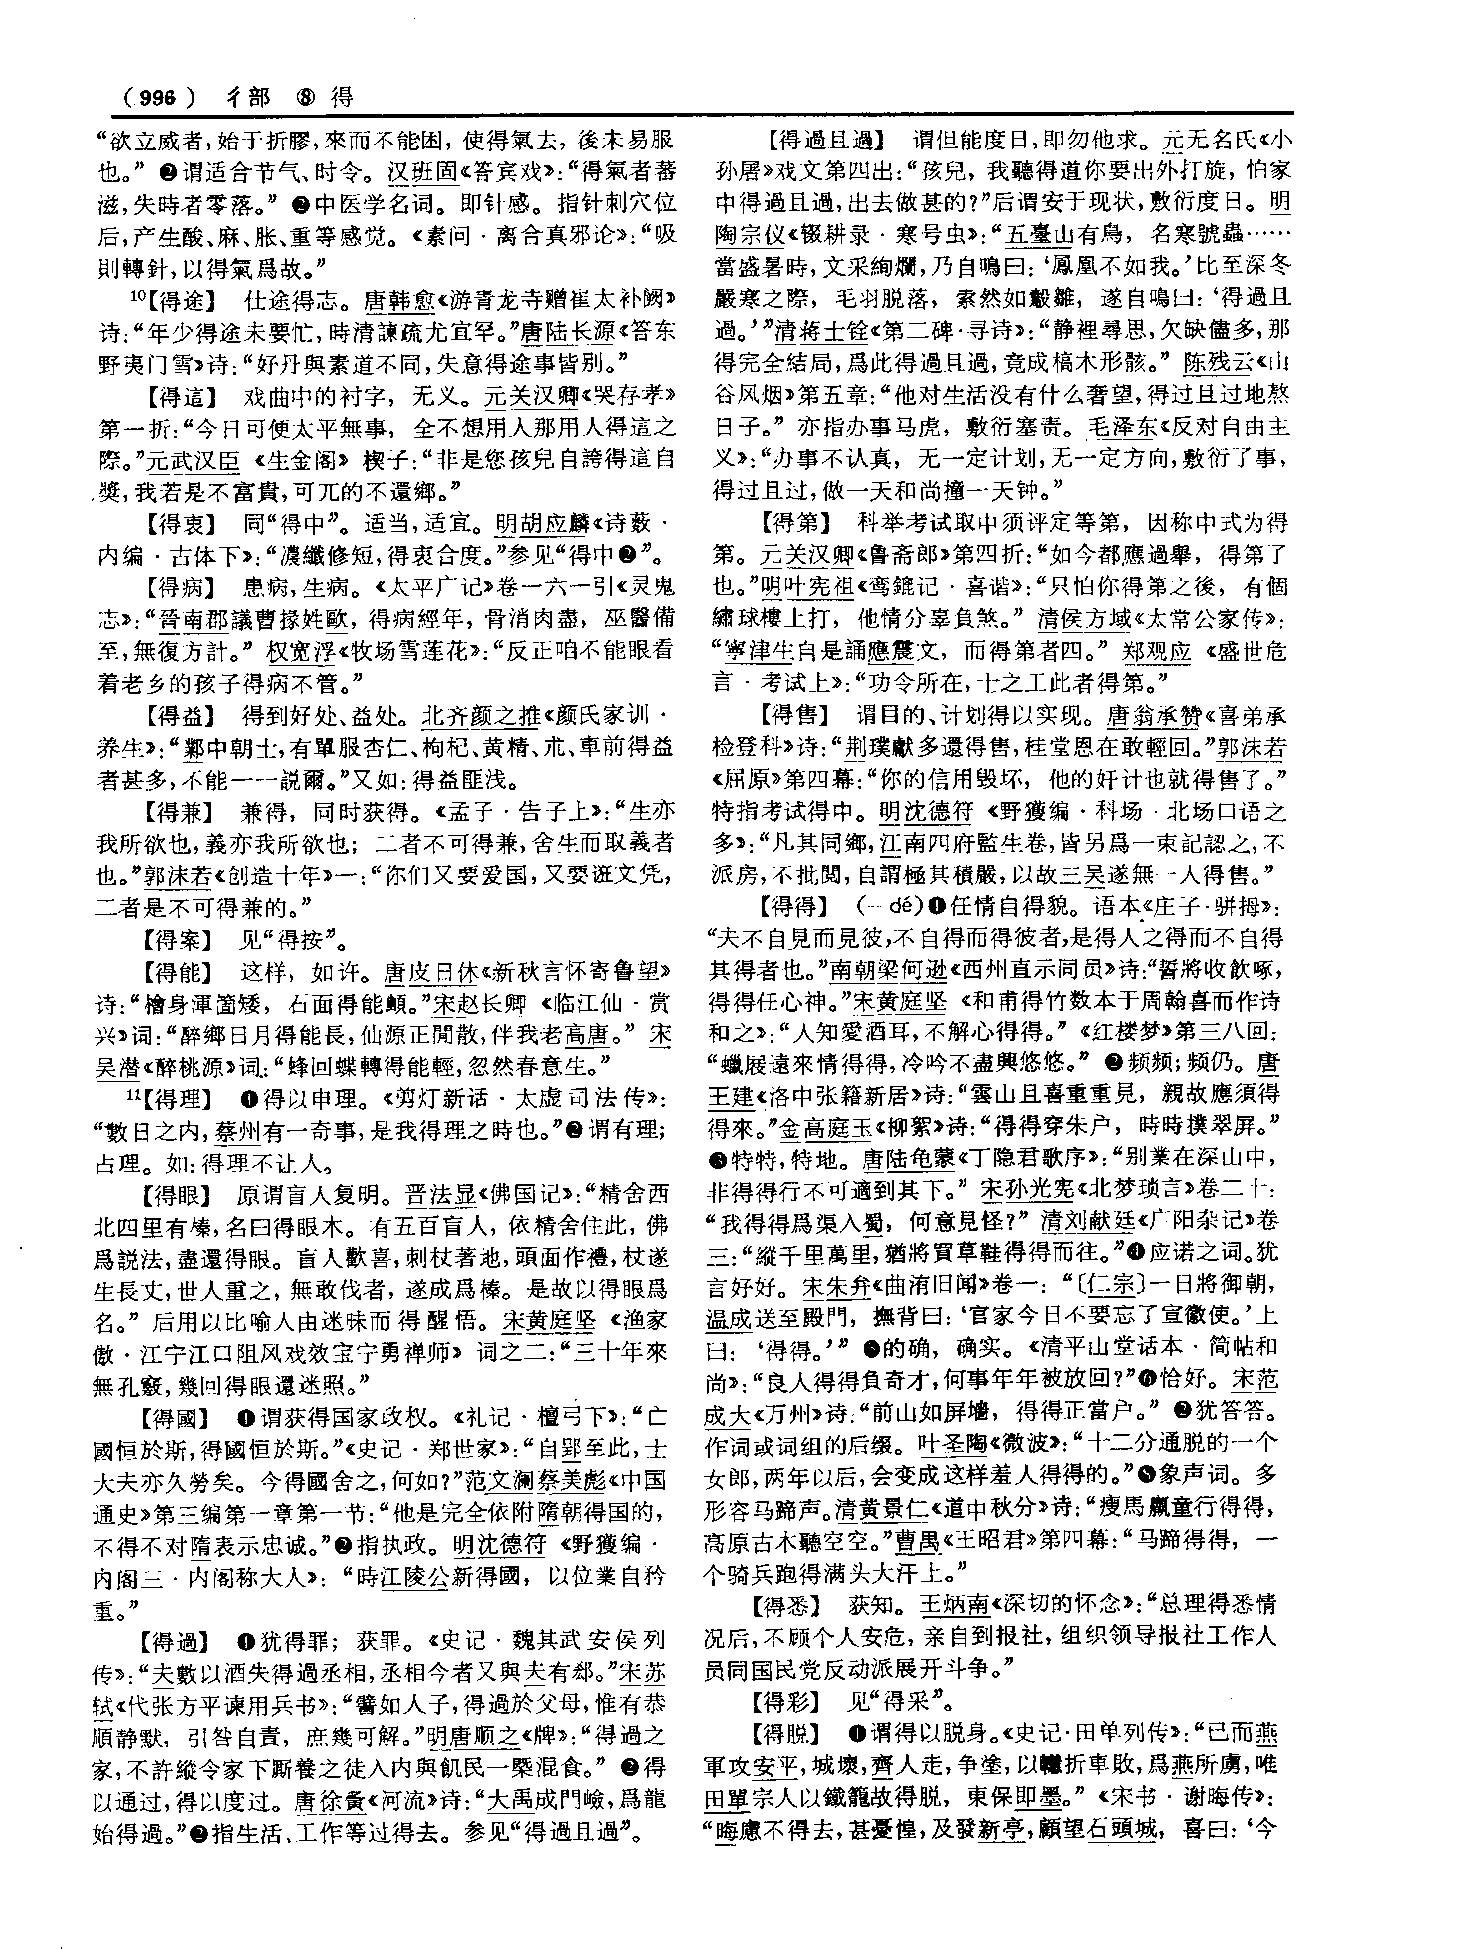 (996) 彳部 ⑧ 得
“欲立威者，始于折膠，來而不能困，使得氣去，後未易服
也。” ❷谓适合节气、时令。汉班固《答宾戏》：“得氣者蕃
滋，失時者零落。” ❸中医学名词。即针感。指针刺穴位
后，产生酸、麻、胀、重等感觉。《素问·离合真邪论》：“吸
則轉針，以得氣爲故。”
10【得途】 仕途得志。唐韩愈《游青龙寺赠崔太补阙》
诗：“年少得途未要忙，時清諫疏尤宜罕。”唐陆长源《答东
野夷门雪》诗：“好丹與素道不同，失意得途事皆别。”
【得這】 戏曲中的衬字，无义。元关汉卿《哭存孝》
第一折：“今日可便太平無事，全不想用人那用人得這之
際。”元武汉臣《生金阁》楔子：“非是您孩兒自誇得這自
獎，我若是不富貴，可兀的不還鄉。”
【得衷】 同“得中”。适当，适宜。明胡应麟《诗薮·
内编·古体下》：“濃纖修短，得衷合度。”参见“得中❷”。
【得病】 患病，生病。《太平广记》卷一六一引《灵鬼
志》：“晉南郡議曹掾姓歐，得病經年，骨消肉盡，巫醫備
至，無復方計。” 权宽浮《牧场雪莲花》：“反正咱不能眼看
着老乡的孩子得病不管。”
【得益】 得到好处、益处。北齐颜之推《颜氏家训·
养生》：“鄴中朝士，有單服杏仁、枸杞、黄精、朮、車前得益
者甚多，不能一一説爾。”又如：得益匪浅。
【得兼】 兼得，同时获得。《孟子·告子上》：“生亦
我所欲也，義亦我所欲也；二者不可得兼，舍生而取義者
也。”郭沫若《创造十年》一：“你们又要爱国，又要诳文凭，
二者是不可得兼的。”
【得案】 见“得按”。
【得能】 这样，如许。唐皮日休《新秋言怀寄鲁望》
诗：“檜身渾箇矮，石面得能顱。”宋赵长卿《临江仙·赏
兴》词：“醉鄉日月得能長，仙源正閒散，伴我老高唐。” 宋
吴潜《醉桃源》词：“蜂回蝶轉得能輕，忽然春意生。”
11【得理】 ❶得以申理。《剪灯新话·太虚司法传》：
“數日之内，蔡州有一奇事，是我得理之時也。”❷谓有理；
占理。如：得理不让人。
【得眼】 原谓盲人复明。晋法显《佛国记》：“精舍西
北四里有榛，名曰得眼木。有五百盲人，依精舍住此，佛
爲説法，盡還得眼。盲人歡喜，刺杖著地，頭面作禮，杖遂
生長丈，世人重之，無敢伐者，遂成爲榛。是故以得眼爲
名。” 后用以比喻人由迷昧而得醒悟。宋黄庭坚《渔家
傲·江宁江口阻风戏效宝宁勇禅师》词之二：“三十年來
無孔竅，幾回得眼還迷照。”
【得國】 ❶谓获得国家政权。《礼记·檀弓下》：“亡
國恒於斯，得國恒於斯。”《史记·郑世家》：“自郢至此，士
大夫亦久勞矣。今得國舍之，何如？”范文澜蔡美彪《中国
通史》第三编第一章第一节：“他是完全依附隋朝得国的，
不得不对隋表示忠诚。”❷指执政。明沈德符《野獲编·
内阁三·内阁称大人》：“時江陵公新得國，以位業自矜
重。”
【得過】 ❶犹得罪；获罪。《史记·魏其武安侯列
传》：“夫數以酒失得過丞相，丞相今者又與夫有郄。”宋苏
轼《代张方平谏用兵书》：“譬如人子，得過於父母，惟有恭
順静默，引咎自責，庶幾可解。”明唐顺之《牌》：“得過之
家，不許縱令家下厮養之徒入内與飢民一槩混食。” ❷得
以通过，得以度过。唐徐夤《河流》诗：“大禹成門嶮，爲龍
始得過。”❸指生活、工作等过得去。参见“得過且過”。
【得過且過】 谓但能度日，即勿他求。元无名氏《小
孙屠》戏文第四出：“孩兒，我聽得道你要出外打旋，怕家
中得過且過，出去做甚的？”后谓安于现状，敷衍度日。明
陶宗仪《辍耕录·寒号虫》：“五臺山有鳥，名寒號蟲……
當盛暑時，文采絢爛，乃自鳴曰：‘鳳凰不如我。’比至深冬
嚴寒之際，毛羽脱落，索然如鷇雛，遂自鳴曰：‘得過且
過。’”清蒋士铨《第二碑·寻诗》：“静裡尋思，欠缺儘多，那
得完全結局，爲此得過且過，竟成槁木形骸。” 陈残云《山
谷风烟》第五章：“他对生活没有什么奢望，得过且过地熬
日子。” 亦指办事马虎，敷衍塞责。毛泽东《反对自由主
义》：“办事不认真，无一定计划，无一定方向，敷衍了事，
得过且过，做一天和尚撞一天钟。”
【得第】 科举考试取中须评定等第，因称中式为得
第。元关汉卿《鲁斋郎》第四折：“如今都應過舉，得第了
也。”明叶宪祖《鸾鎞记·喜谐》：“只怕你得第之後，有個
繡球樓上打，他情分辜負煞。” 清侯方域《太常公家传》：
“寧津生自是誦應震文，而得第者四。” 郑观应《盛世危
言·考试上》：“功令所在，士之工此者得第。”
【得售】 谓目的、计划得以实现。唐翁承赞《喜弟承
检登科》诗：“荆璞獻多還得售，桂堂恩在敢輕回。”郭沫若
《屈原》第四幕：“你的信用毁坏，他的奸计也就得售了。”
特指考试得中。明沈德符《野獲编·科场·北场口语之
多》：“凡其同鄉，江南四府監生卷，皆另爲一束記認之，不
派房，不批閲，自謂極其積嚴，以故三吴遂無一人得售。”
【得得】 （-dé）❶任情自得貌。语本《庄子·骈拇》：
“夫不自見而見彼，不自得而得彼者，是得人之得而不自得
其得者也。”南朝梁何逊《西州直示同员》诗：“誓將收飲啄，
得得任心神。”宋黄庭坚《和甫得竹数本于周翰喜而作诗
和之》：“人知愛酒耳，不解心得得。”《红楼梦》第三八回：
“蠟屐遠來情得得，冷吟不盡興悠悠。” ❷频频；频仍。唐
王建《洛中张籍新居》诗：“雲山且喜重重見，親故應須得
得來。”金高庭玉《柳絮》诗：“得得穿朱户，時時撲翠屏。”
❸特特，特地。唐陆龟蒙《丁隐君歌序》：“别業在深山中，
非得得行不可適到其下。” 宋孙光宪《北梦琐言》卷二十：
“我得得爲渠入蜀，何意見怪？” 清刘献廷《广阳杂记》卷
三：“縱千里萬里，猶將買草鞋得得而往。”❹应诺之词。犹
言好好。宋朱弁《曲洧旧闻》卷一：“〔仁宗〕一日將御朝，
温成送至殿門，撫背曰：‘官家今日不要忘了宣徽使。’上
曰：‘得得。’” ❺的确，确实。《清平山堂话本·简帖和
尚》：“良人得得負奇才，何事年年被放回？”❻恰好。宋范
成大《万州》诗：“前山如屏墻，得得正當户。” ❼犹答答。
作词或词组的后缀。叶圣陶《微波》：“十二分通脱的一个
女郎，两年以后，会变成这样羞人得得的。”❽象声词。多
形容马蹄声。清黄景仁《道中秋分》诗：“瘦馬羸童行得得，
高原古木聽空空。”曹禺《王昭君》第四幕：“马蹄得得，一
个骑兵跑得满头大汗上。”
【得悉】 获知。王炳南《深切的怀念》：“总理得悉情
况后，不顾个人安危，亲自到报社，组织领导报社工作人
员同国民党反动派展开斗争。”
【得彩】 见“得采”。
【得脱】 ❶谓得以脱身。《史记·田单列传》：“已而燕
軍攻安平，城壞，齊人走，争塗，以轊折車敗，爲燕所虜，唯
田單宗人以鐵籠故得脱，東保即墨。” 《宋书·谢晦传》：
“晦慮不得去，甚憂惶，及發新亭，顧望石頭城，喜曰：‘今